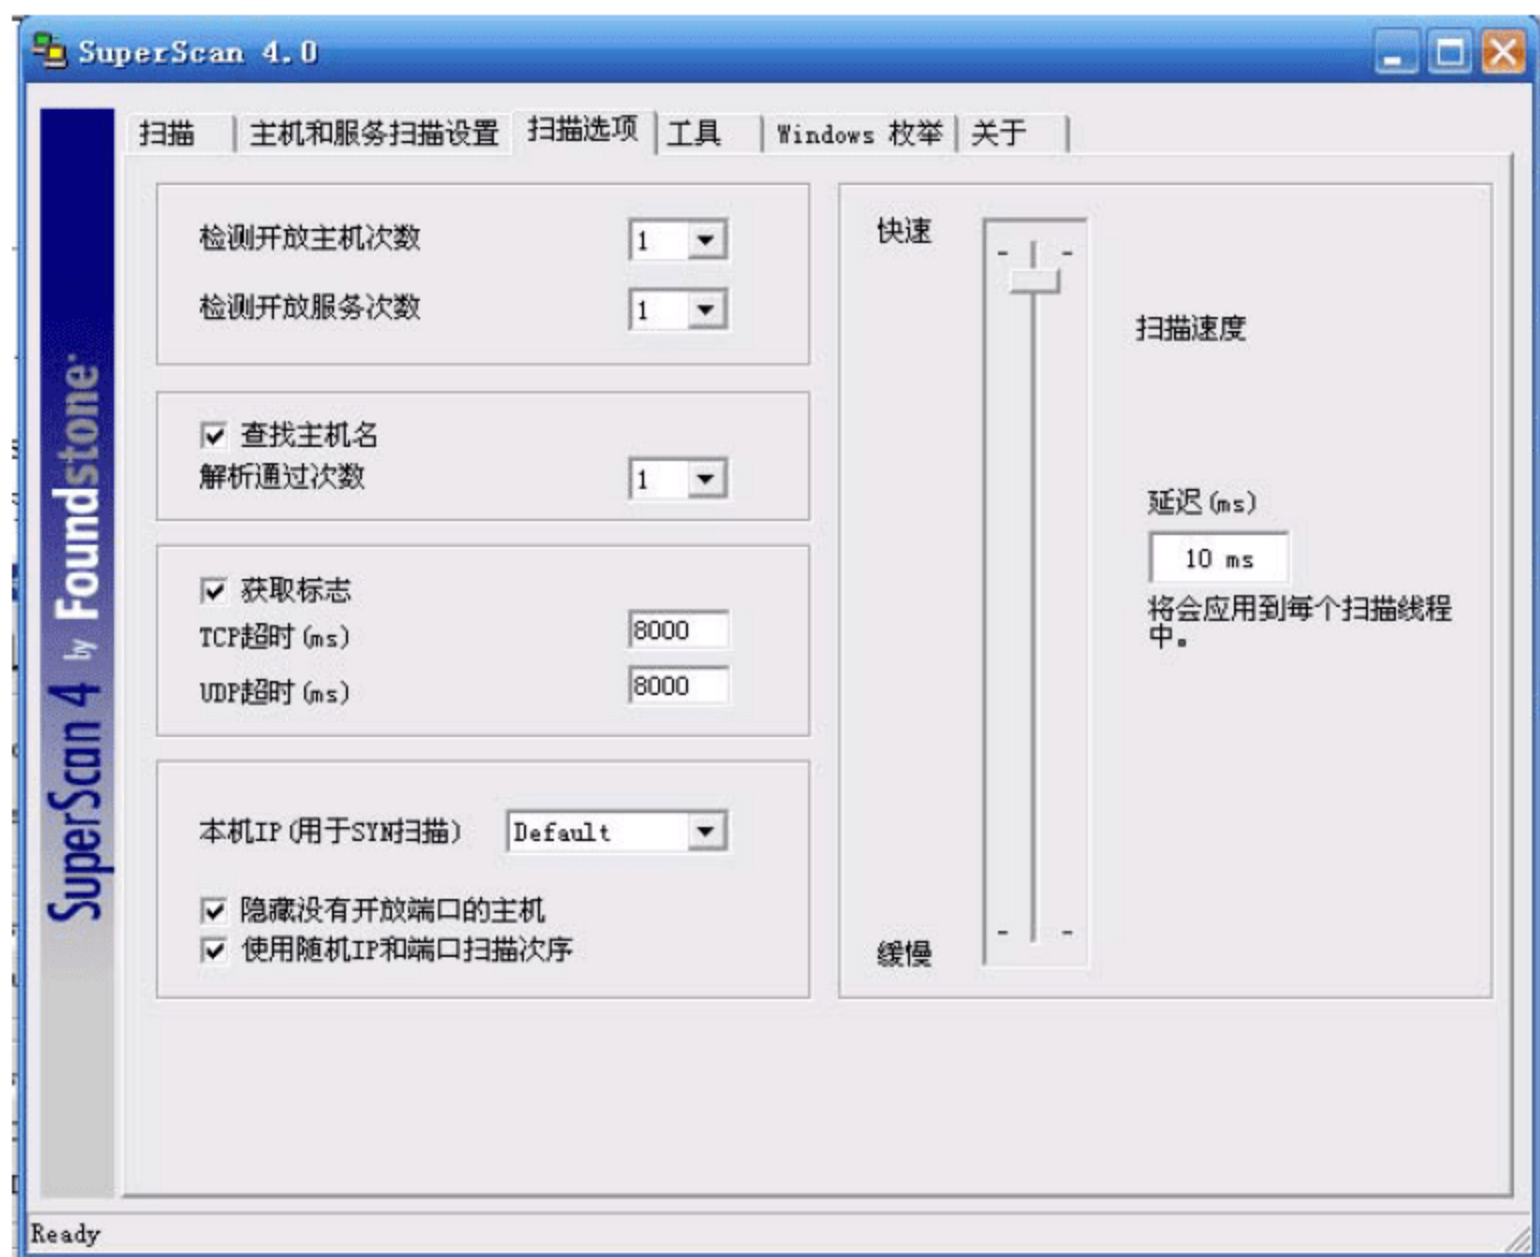 SuperScan 4.0
扫描
主机和服务扫描设置
扫描选项
工具
Windows 枚举
关于
SuperScan 4 by Foundstone
检测开放主机次数
1
检测开放服务次数
1
查找主机名
解析通过次数
1
获取标志
TCP超时(ms)
8000
UDP超时(ms)
8000
本机IP(用于SYN扫描)
Default
隐藏没有开放端口的主机
使用随机IP和端口扫描次序
快速
扫描速度
延迟(ms)
10 ms
将会应用到每个扫描线程
中。
缓慢
Ready